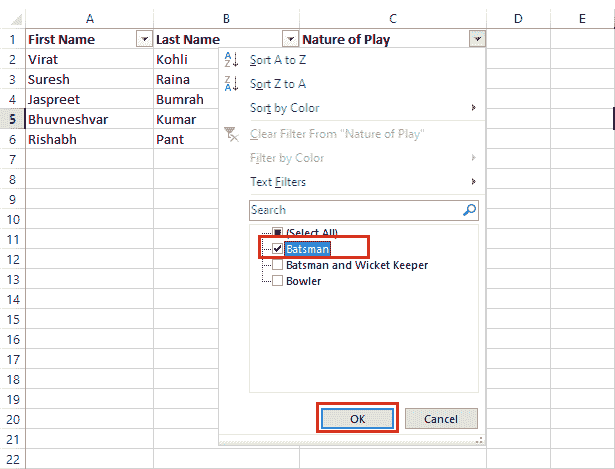 A B C D E
1 First Name Last Name Nature of Play
2 Virat Kohli
Sort A to Z
3 Suresh Raina
Sort Z to A
4 Jaspreet Bumrah
Sort by Color
5 Bhuvneshvar Kumar
Clear Filter From "Nature of Play"
6 Rishabh Pant
Filter by Color
7
8 Text Filters
9
Search
10
11 (Select All)
Batsman
12 Batsman and Wicket Keeper
13 Bowler
14
15
16
17
18
19
20 OK Cancel
21
22